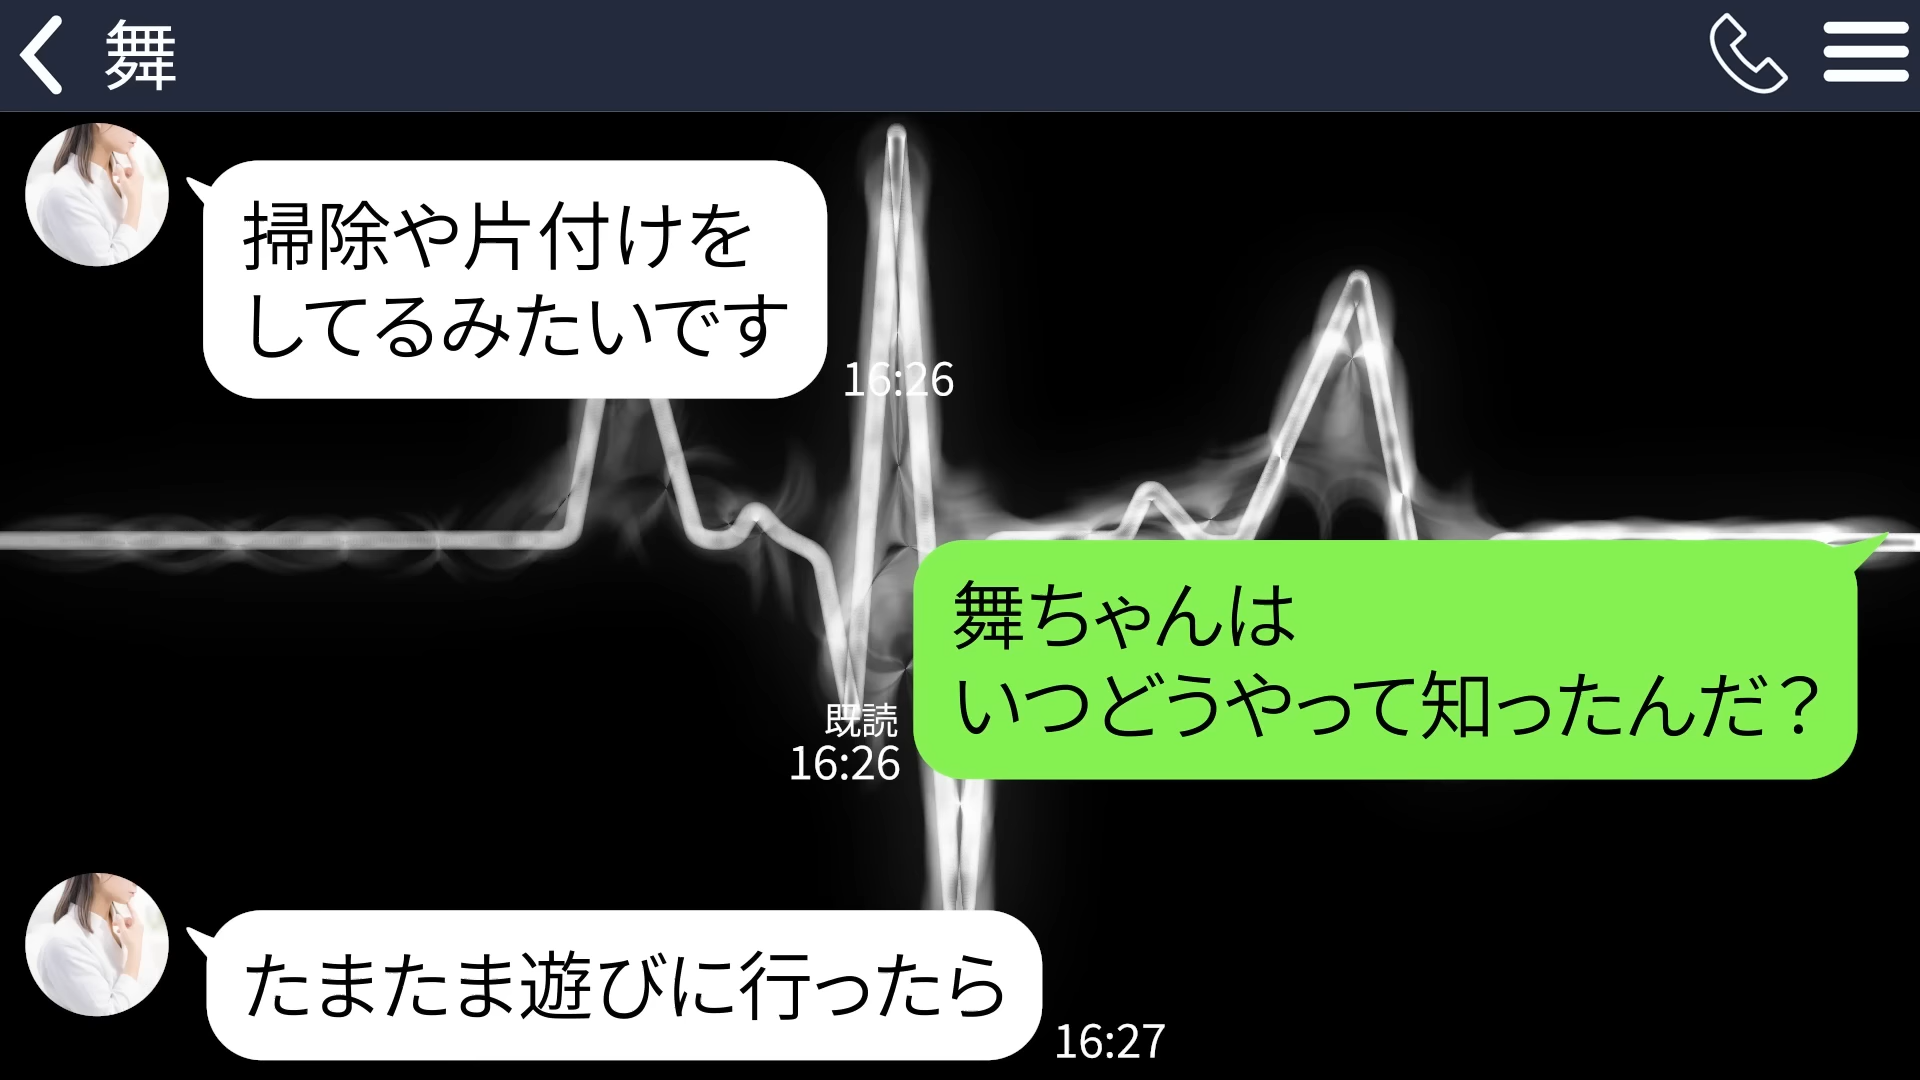 舞
掃除や片付けを
してるみたいです
16:26
舞ちゃんは
いつどうやって知ったんだ？
既読
16:26
たまたま遊びに行ったら
16:27